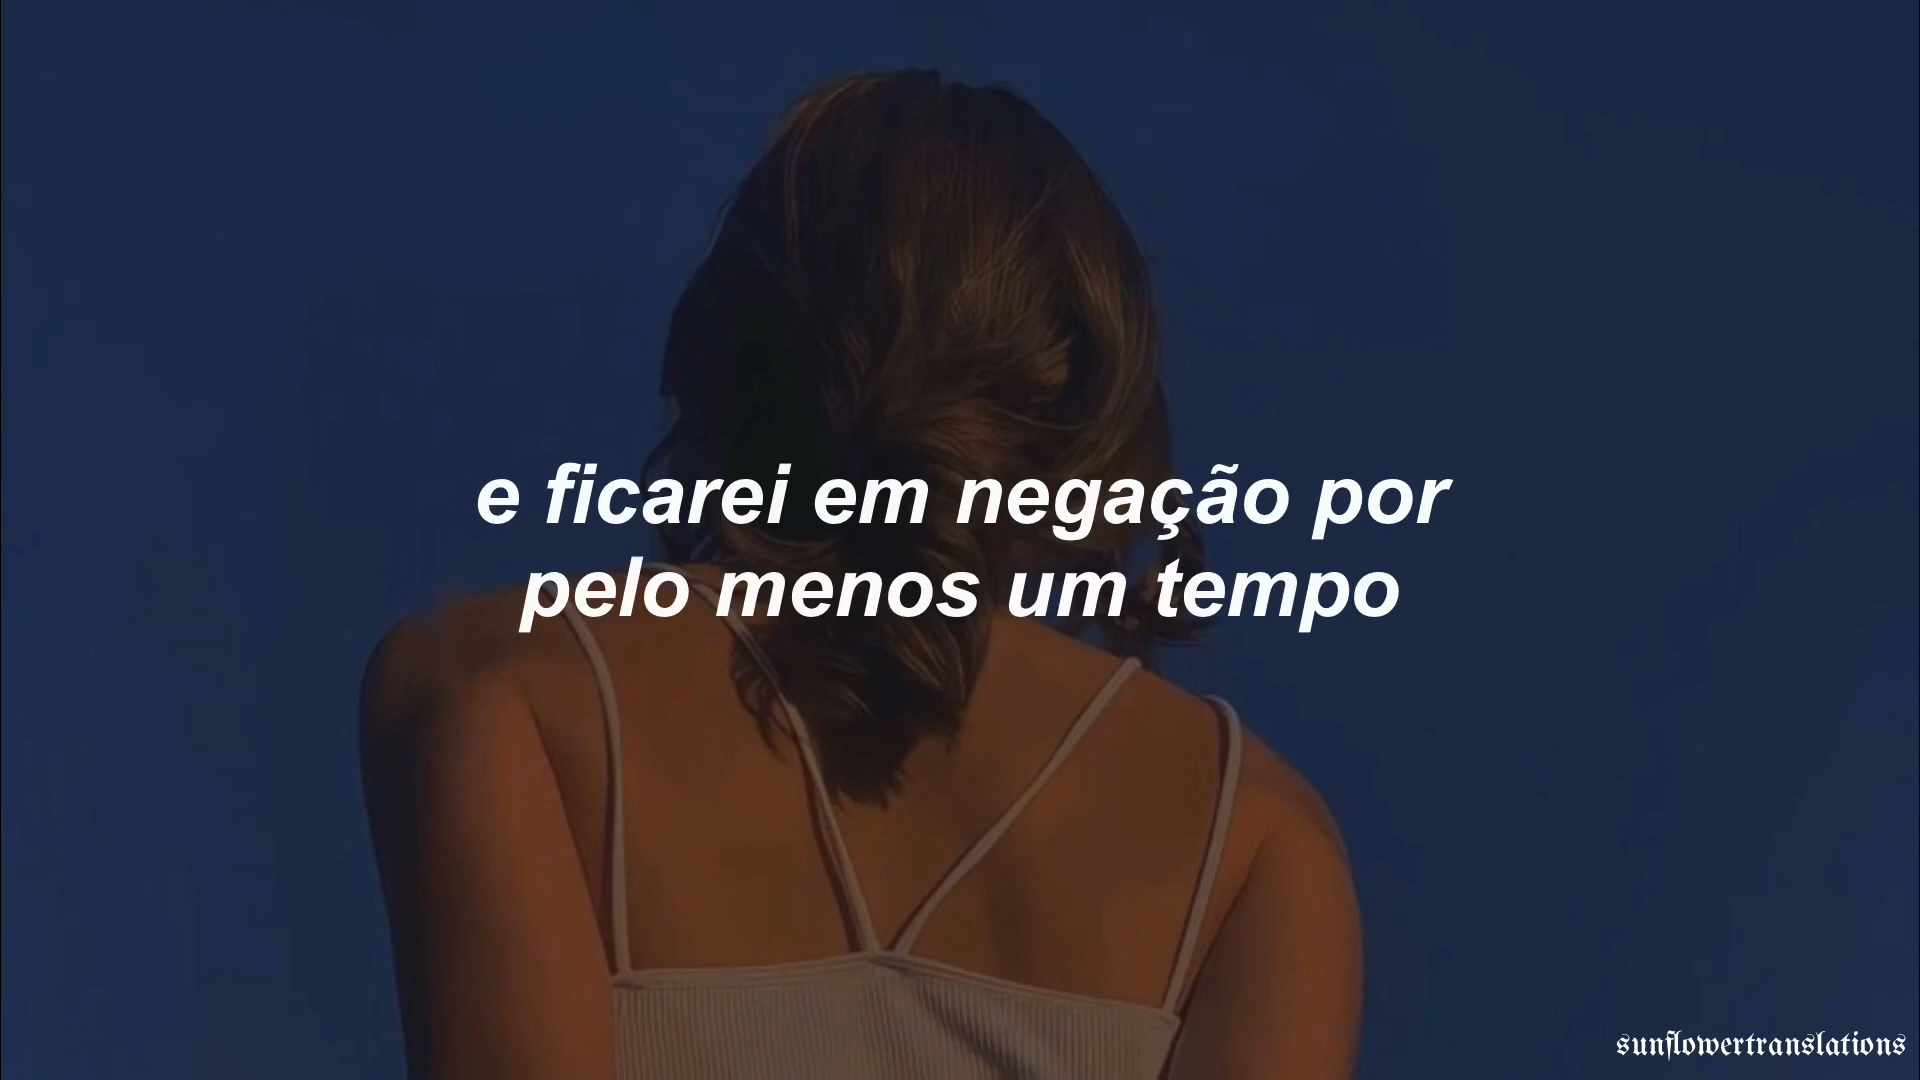 e ficarei em negação por
pelo menos um tempo
sunflowertranslations